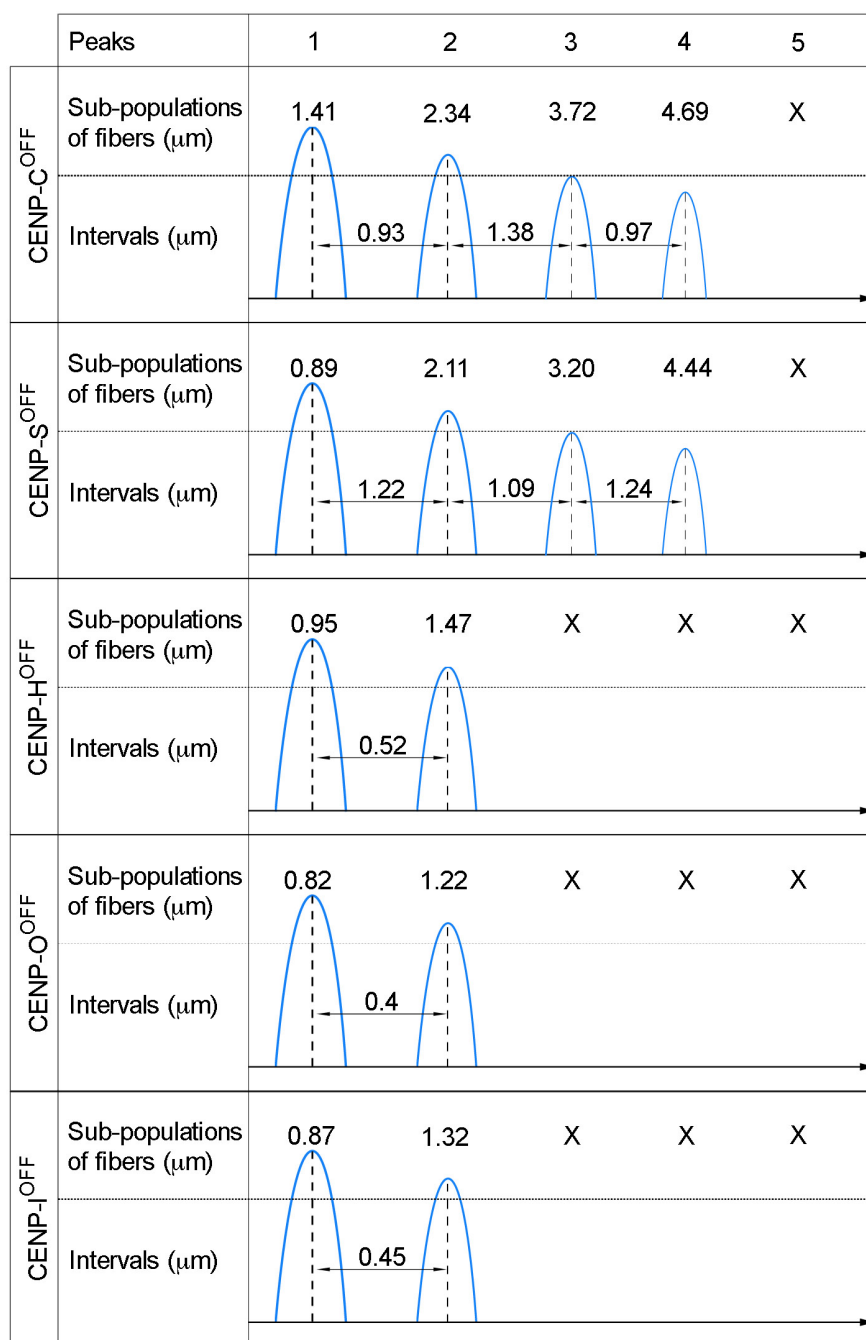 Peaks 1 2 3 4 5
CENP-C^OFF
Sub-populations 1.41 2.34 3.72 4.69 X
of fibers (μm)
Intervals (μm) 0.93 1.38 0.97
CENP-S^OFF
Sub-populations 0.89 2.11 3.20 4.44 X
of fibers (μm)
Intervals (μm) 1.22 1.09 1.24
CENP-H^OFF
Sub-populations 0.95 1.47 X X X
of fibers (μm)
Intervals (μm) 0.52
CENP-O^OFF
Sub-populations 0.82 1.22 X X X
of fibers (μm)
Intervals (μm) 0.4
CENP-I^OFF
Sub-populations 0.87 1.32 X X X
of fibers (μm)
Intervals (μm) 0.45